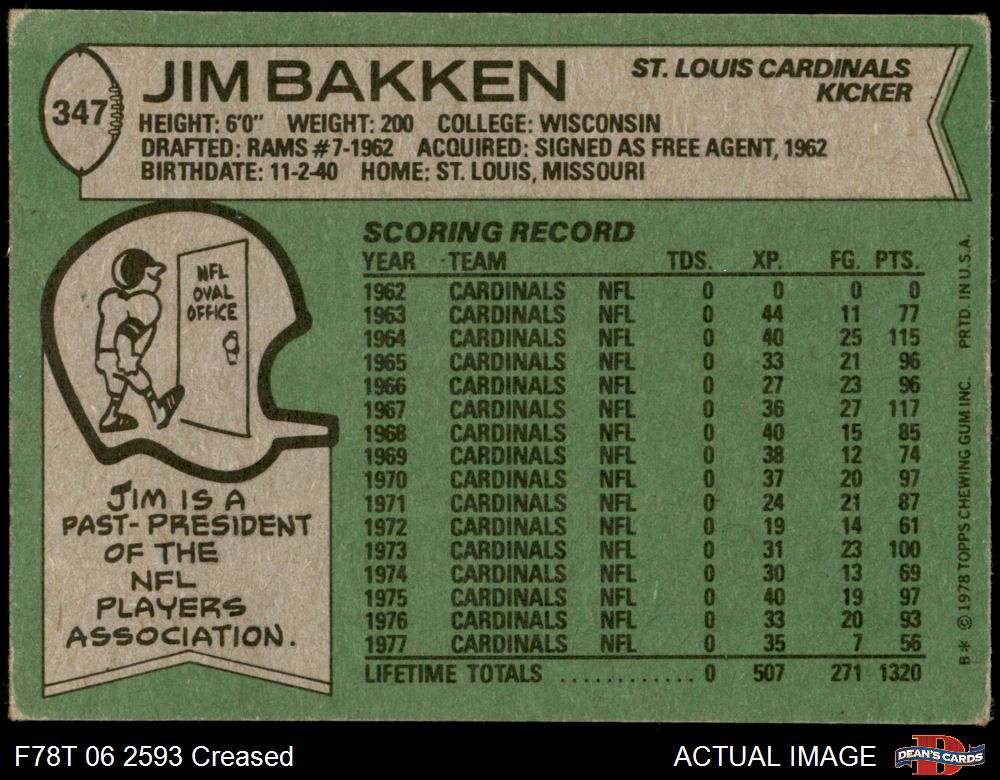 347
JIM BAKKEN
ST. LOUIS CARDINALS
KICKER
HEIGHT: 6'0" WEIGHT: 200 COLLEGE: WISCONSIN
DRAFTED: RAMS #7-1962 ACQUIRED: SIGNED AS FREE AGENT, 1962
BIRTHDATE: 11-2-40 HOME: ST. LOUIS, MISSOURI
NFL
OVAL
OFFICE
JIM IS A
PAST-PRESIDENT
OF THE
NFL
PLAYERS
ASSOCIATION.
SCORING RECORD
YEAR TEAM TDS. XP. FG. PTS.
1962 CARDINALS NFL 0 0 0 0
1963 CARDINALS NFL 0 44 11 77
1964 CARDINALS NFL 0 40 25 115
1965 CARDINALS NFL 0 33 21 96
1966 CARDINALS NFL 0 27 23 96
1967 CARDINALS NFL 0 36 27 117
1968 CARDINALS NFL 0 40 15 85
1969 CARDINALS NFL 0 38 12 74
1970 CARDINALS NFL 0 37 20 97
1971 CARDINALS NFL 0 24 21 87
1972 CARDINALS NFL 0 19 14 61
1973 CARDINALS NFL 0 31 23 100
1974 CARDINALS NFL 0 30 13 69
1975 CARDINALS NFL 0 40 19 97
1976 CARDINALS NFL 0 33 20 93
1977 CARDINALS NFL 0 35 7 56
LIFETIME TOTALS ............ 0 507 271 1320
B* © 1978 TOPPS CHEWING GUM INC. PRTD. IN U.S.A.
F78T 06 2593 Creased
ACTUAL IMAGE
D
DEAN'S CARDS